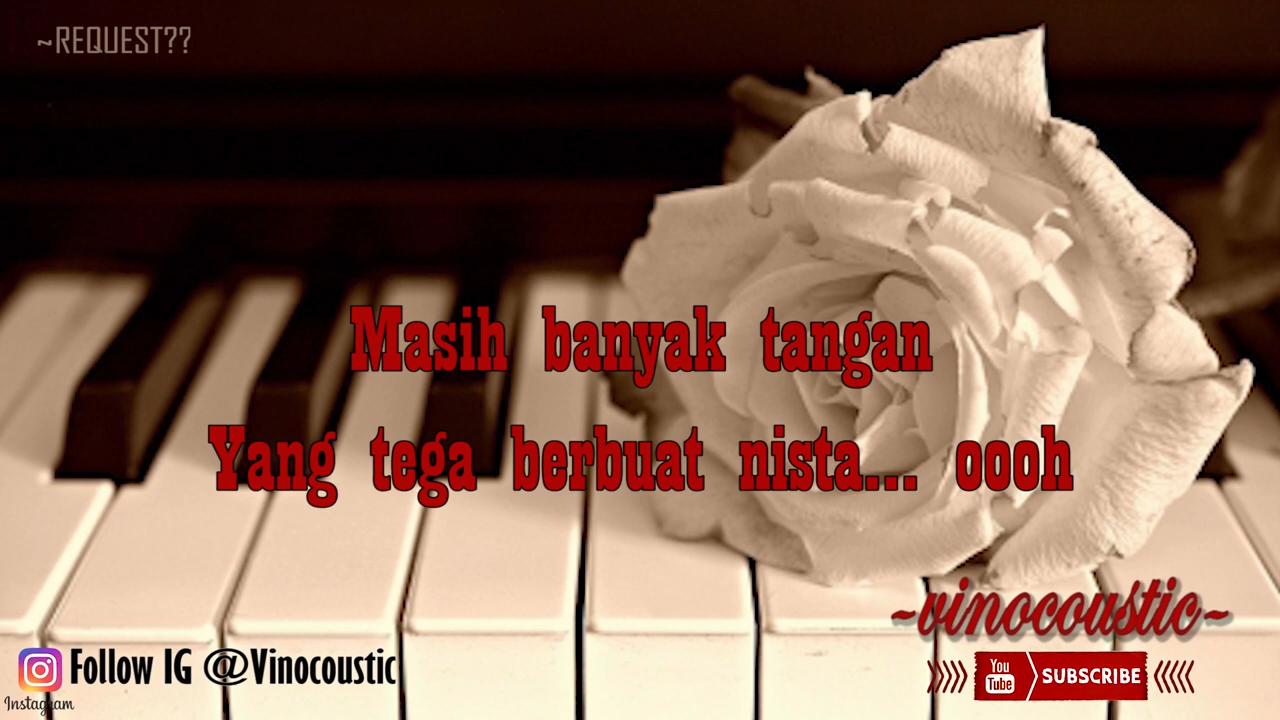 ~REQUEST??
Masih banyak tangan
Yang tega berbuat nista... oooh
~vinocoustic~
Follow IG @Vinocoustic
Instagram
You Tube SUBSCRIBE